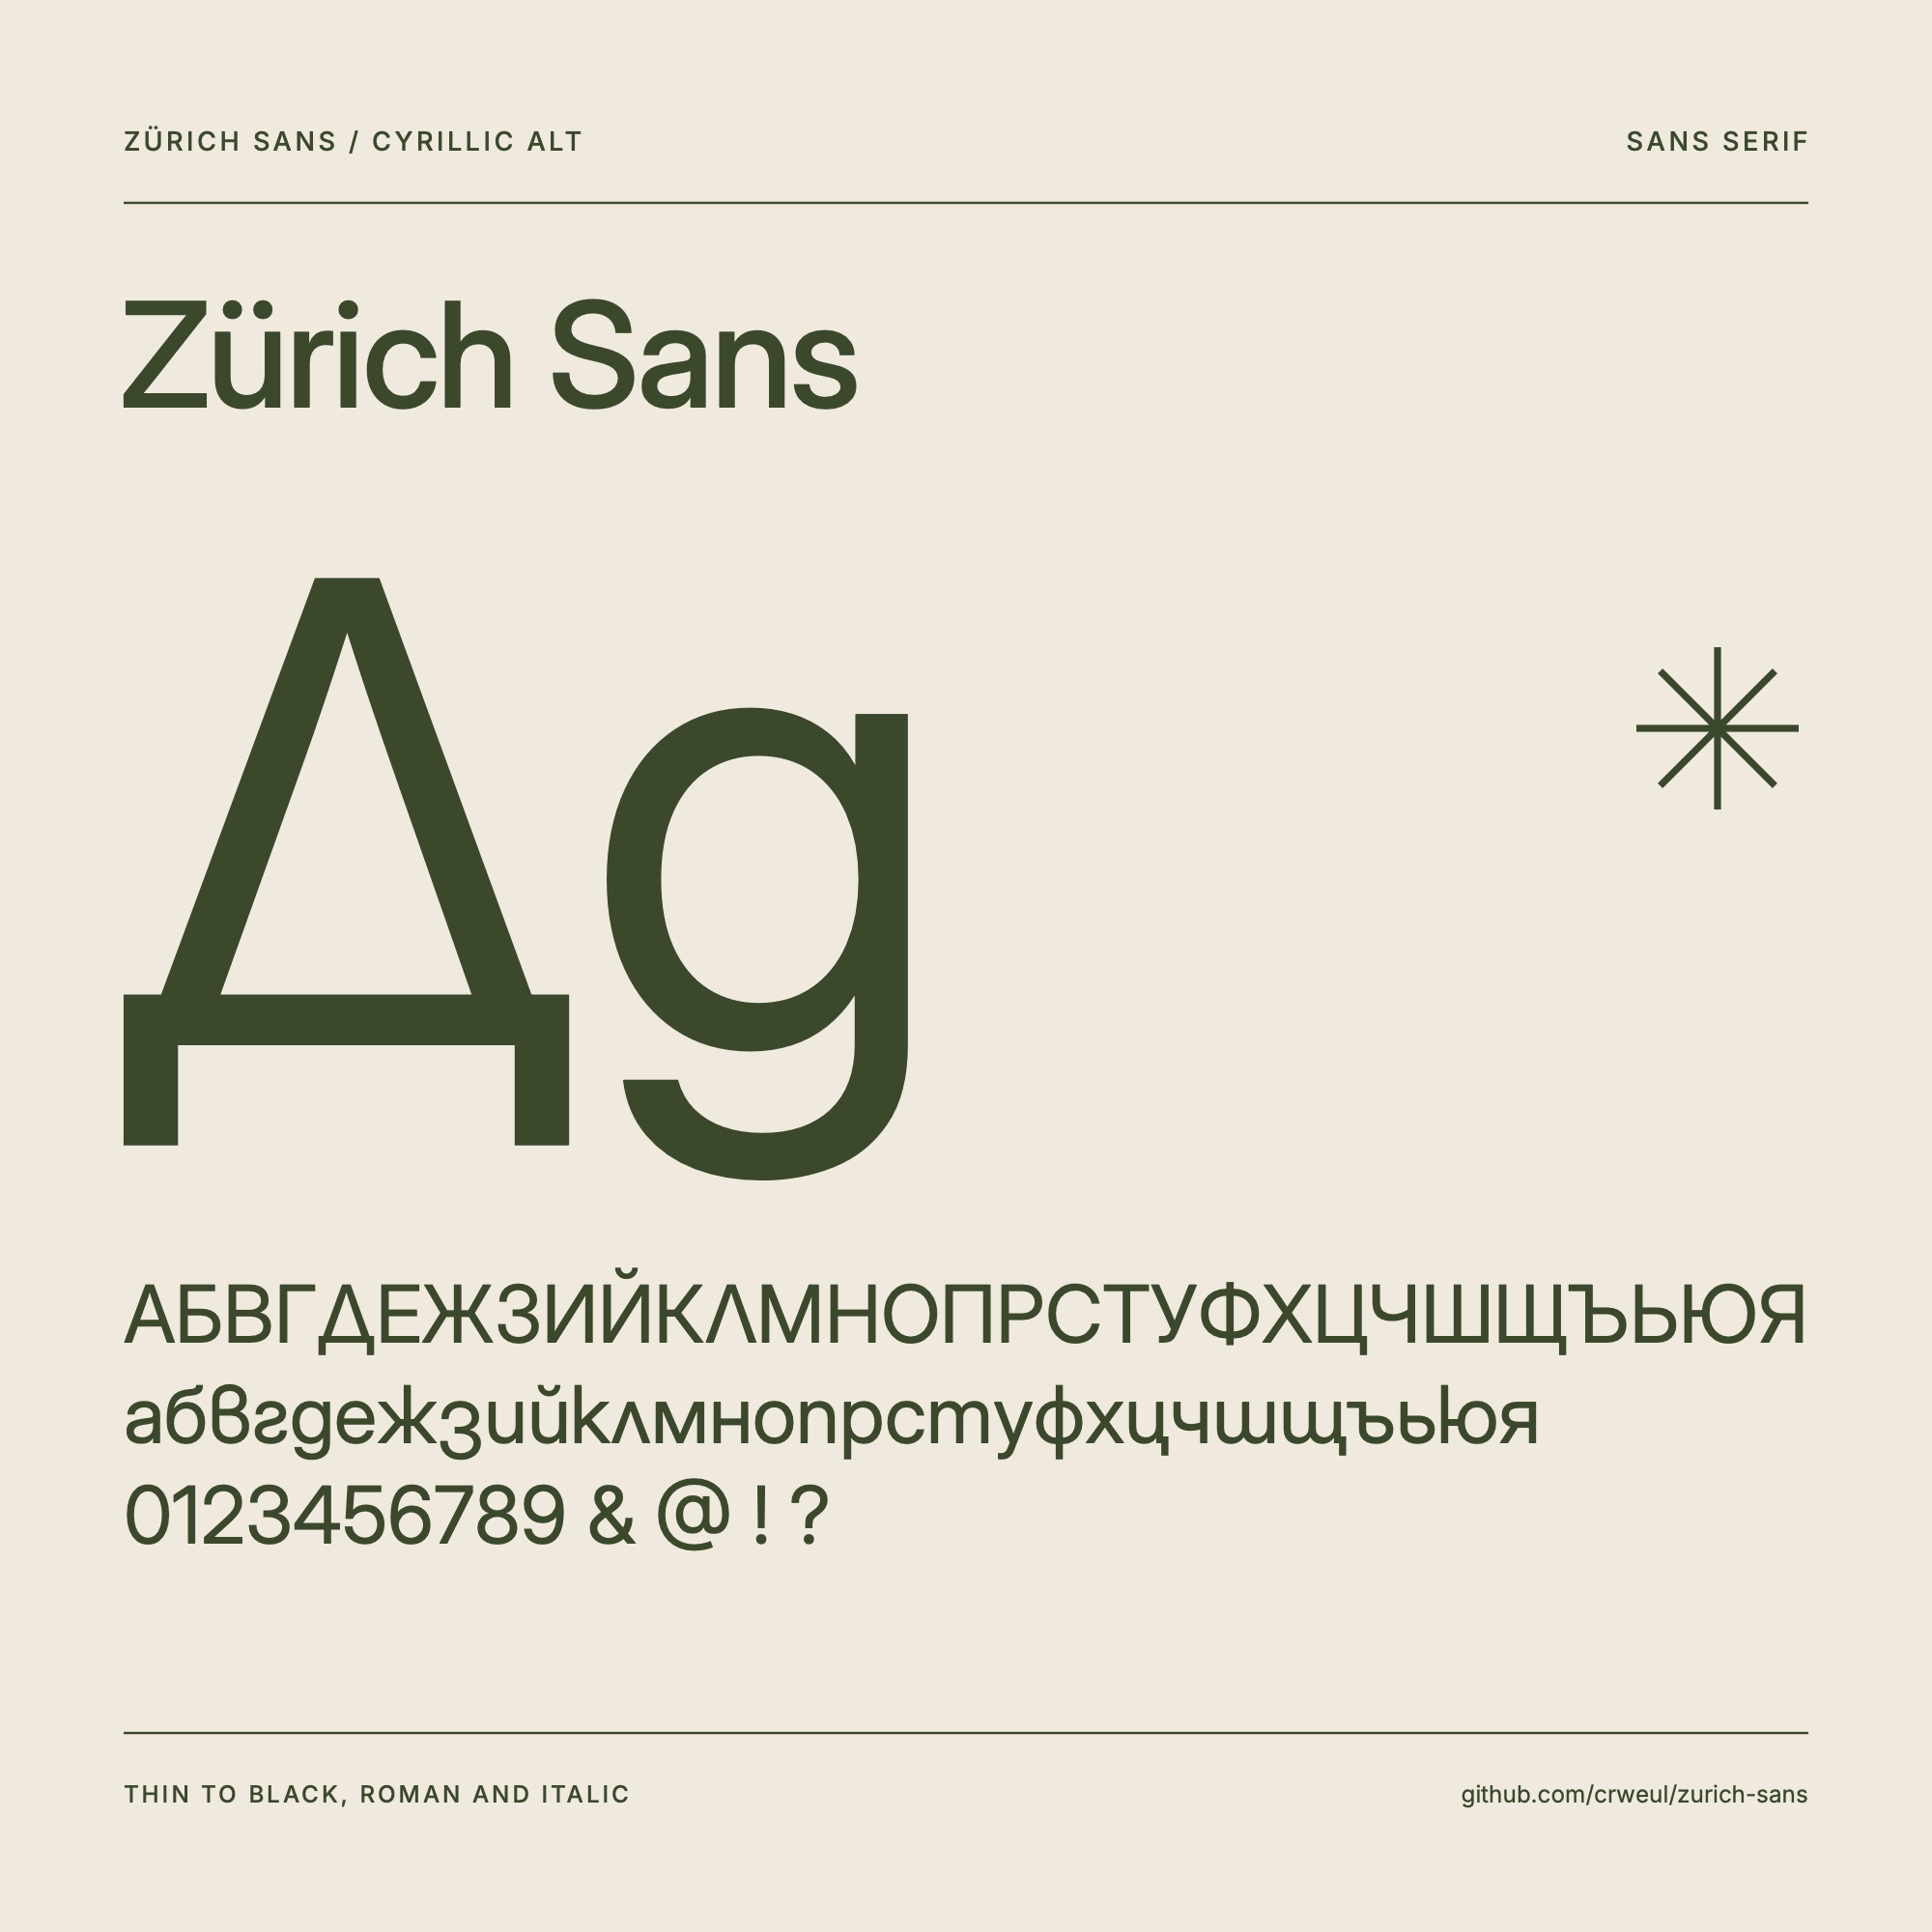 ZÜRICH SANS / CYRILLIC ALT
SANS SERIF
Zürich Sans
Дд
АБВГДЕЖЗИЙКЛМНОПРСТУФХЦЧШЩЪЬЮЯ
абвгдежзийклмнопрстуфхцчшщъьюя
0123456789 & @ ! ?
THIN TO BLACK, ROMAN AND ITALIC
github.com/crweul/zurich-sans